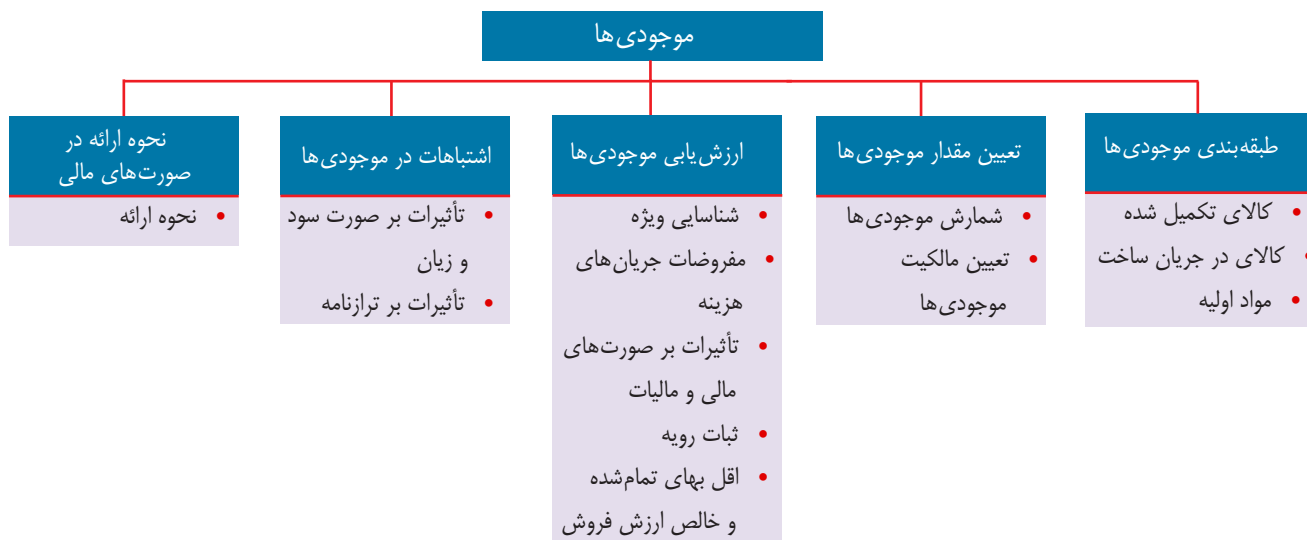 موجودی‌ها
طبقه‌بندی موجودی‌ها
• کالای تکمیل شده
• کالای در جریان ساخت
• مواد اولیه
تعیین مقدار موجودی‌ها
• شمارش موجودی‌ها
• تعیین مالکیت
موجودی‌ها
ارزش‌یابی موجودی‌ها
• شناسایی ویژه
• مفروضات جریان‌های
هزینه
• تأثیرات بر صورت‌های
مالی و مالیات
• ثبات رویه
• اقل بهای تمام‌شده
و خالص ارزش فروش
اشتباهات در موجودی‌ها
• تأثیرات بر صورت سود
و زیان
• تأثیرات بر ترازنامه
نحوه ارائه در
صورت‌های مالی
• نحوه ارائه